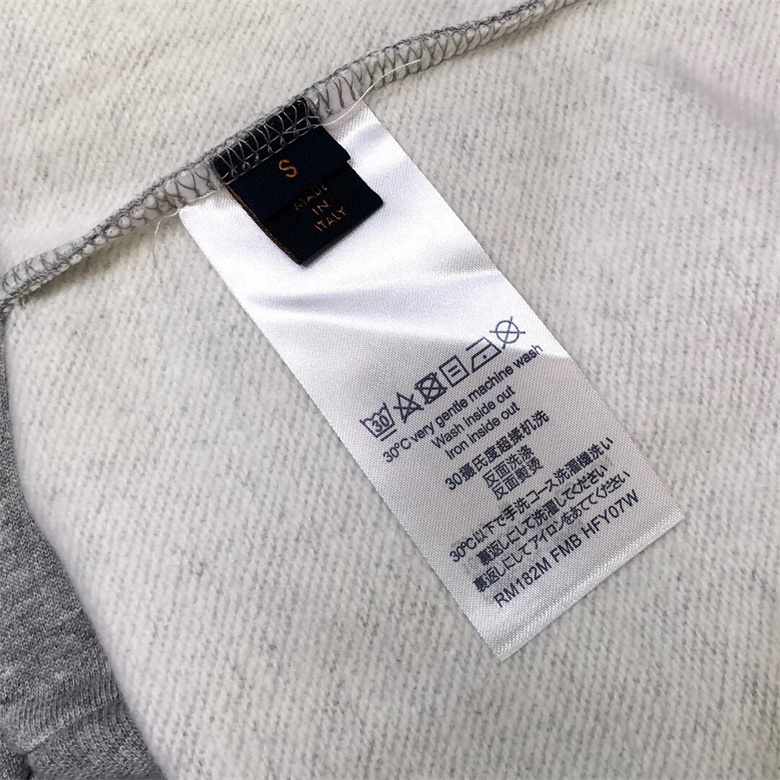 S
MADE
IN
ITALY
30
30°C very gentle machine wash
Wash inside out
Iron inside out
30摄氏度超揉机洗
反面洗涤
反面熨烫
30℃以下で手洗コース洗濯機洗い
裏返しにして洗濯してください
裏返しにしてアイロンをあててください
RM182M FMB HFY07W